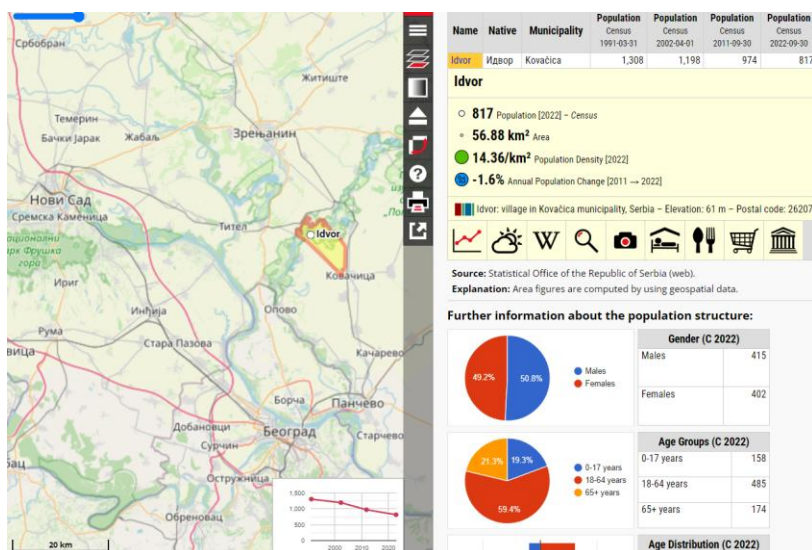 Србобран
Житиште
Темерин
Бачки Јарак
Жабаљ
Зрењанин
Нови Сад
Сремска Каменица
Тител
Idvor
Ковачица
Ириг
Инђија
Опово
Рума
Стара Пазова
Качарево
Борча
Панчево
Добановци
Београд
Старчево
Сурчин
Остружница
Обреновац
20 km
1,500
1,000
500
0
2000 2010 2020
Name Native Municipality Population Population Population Population
Census Census Census Census
1991-03-31 2002-04-01 2011-09-30 2022-09-30
Idvor Идвор Kovačica 1,308 1,198 974 817
Idvor
817 Population [2022] – Census
56.88 km² Area
14.36/km² Population Density [2022]
-1.6% Annual Population Change [2011 → 2022]
Idvor: village in Kovačica municipality, Serbia – Elevation: 61 m – Postal code: 26207
W
Source: Statistical Office of the Republic of Serbia (web).
Explanation: Area figures are computed by using geospatial data.
Further information about the population structure:
49.2% 50.8%
Males
Females
Gender (C 2022)
Males 415
Females 402
21.3% 19.3%
59.4%
0-17 years
18-64 years
65+ years
Age Groups (C 2022)
0-17 years 158
18-64 years 485
65+ years 174
Age Distribution (C 2022)